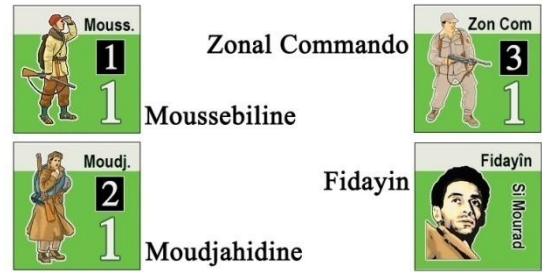 Mouss.
1
1
Moussebiline
Zonal Commando
Zon Com
3
1
Moudj.
2
1
Moudjahidine
Fidayin
Fidayîn
Si Mourad